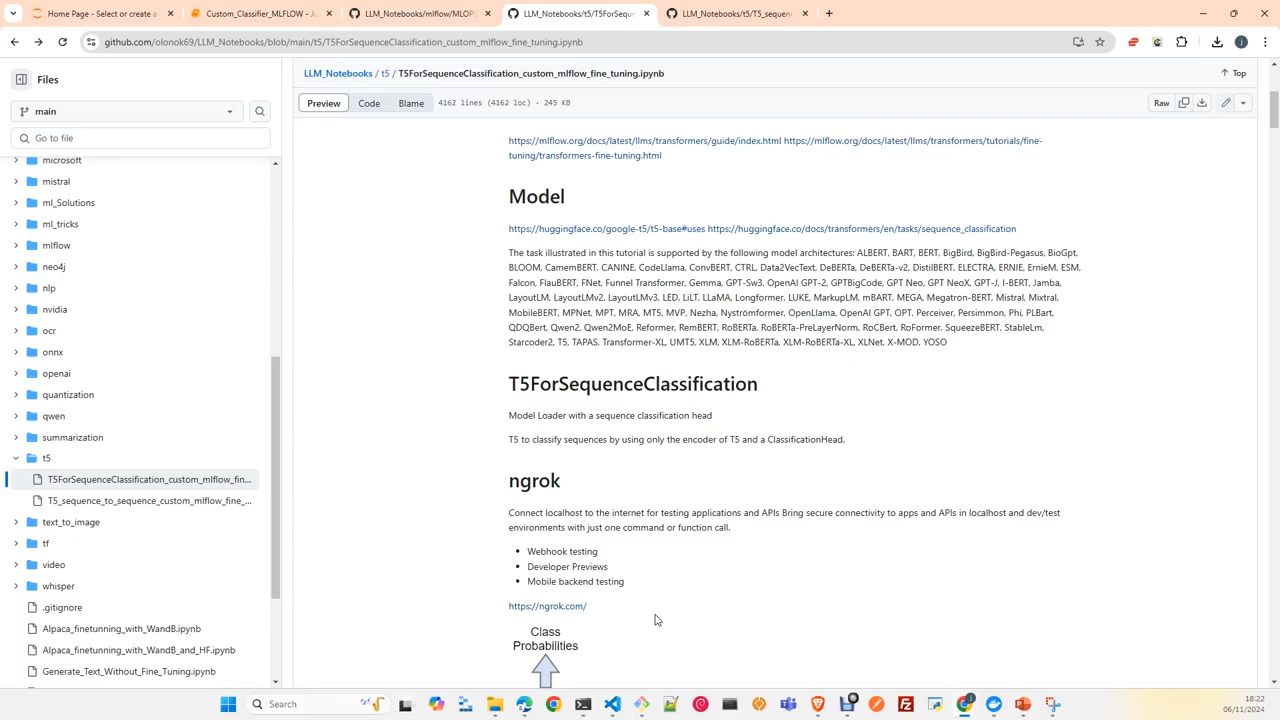 Home Page - Select or create a
Custom_Classifier_MLFLOW - Ju
LLM_Notebooks/mlflow/MLOPS
LLM_Notebooks/t5/T5ForSeque
LLM_Notebooks/t5/T5_sequenc
github.com/olonok69/LLM_Notebooks/blob/main/t5/T5ForSequenceClassification_custom_mlflow_fine_tuning.ipynb
Files
main
Go to file
microsoft
mistral
ml_Solutions
ml_tricks
mlflow
neo4j
nlp
nvidia
ocr
onnx
openai
quantization
qwen
summarization
t5
T5ForSequenceClassification_custom_mlflow_fin...
T5_sequence_to_sequence_custom_mlflow_fine_...
text_to_image
tf
video
whisper
.gitignore
Alpaca_finetunning_with_WandB.ipynb
Alpaca_finetunning_with_WandB_and_HF.ipynb
Generate_Text_Without_Fine_Tuning.ipynb
LLM_Notebooks / t5 / T5ForSequenceClassification_custom_mlflow_fine_tuning.ipynb
Top
Preview Code Blame 4162 lines (4162 loc) · 245 KB
Raw
https://mlflow.org/docs/latest/llms/transformers/guide/index.html https://mlflow.org/docs/latest/llms/transformers/tutorials/fine-
tuning/transformers-fine-tuning.html
Model
https://huggingface.co/google-t5/t5-base#uses https://huggingface.co/docs/transformers/en/tasks/sequence_classification
The task illustrated in this tutorial is supported by the following model architectures: ALBERT, BART, BERT, BigBird, BigBird-Pegasus, BioGpt,
BLOOM, CamemBERT, CANINE, CodeLlama, ConvBERT, CTRL, Data2VecText, DeBERTa, DeBERTa-v2, DistilBERT, ELECTRA, ERNIE, ErnieM, ESM,
Falcon, FlauBERT, FNet, Funnel Transformer, Gemma, GPT-Sw3, OpenAI GPT-2, GPTBigCode, GPT Neo, GPT NeoX, GPT-J, I-BERT, Jamba,
LayoutLM, LayoutLMv2, LayoutLMv3, LED, LiLT, LLaMA, Longformer, LUKE, MarkupLM, mBART, MEGA, Megatron-BERT, Mistral, Mixtral,
MobileBERT, MPNet, MPT, MRA, MT5, MVP, Nezha, Nyströmformer, OpenLlama, OpenAI GPT, OPT, Perceiver, Persimmon, Phi, PLBart,
QDQBert, Qwen2, Qwen2MoE, Reformer, RemBERT, RoBERTa, RoBERTa-PreLayerNorm, RoCBert, RoFormer, SqueezeBERT, StableLm,
Starcoder2, T5, TAPAS, Transformer-XL, UMT5, XLM, XLM-RoBERTa, XLM-RoBERTa-XL, XLNet, X-MOD, YOSO
T5ForSequenceClassification
Model Loader with a sequence classification head
T5 to classify sequences by using only the encoder of T5 and a ClassificationHead.
ngrok
Connect localhost to the internet for testing applications and APIs Bring secure connectivity to apps and APIs in localhost and dev/test
environments with just one command or function call.
Webhook testing
Developer Previews
Mobile backend testing
https://ngrok.com/
Class
Probabilities
Search
18:22
06/11/2024